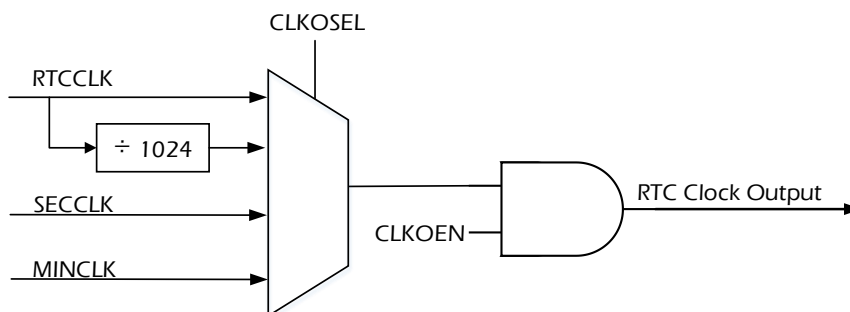 CLKOSEL
RTCCLK
÷ 1024
RTC Clock Output
SECCLK
CLKOEN
MINCLK